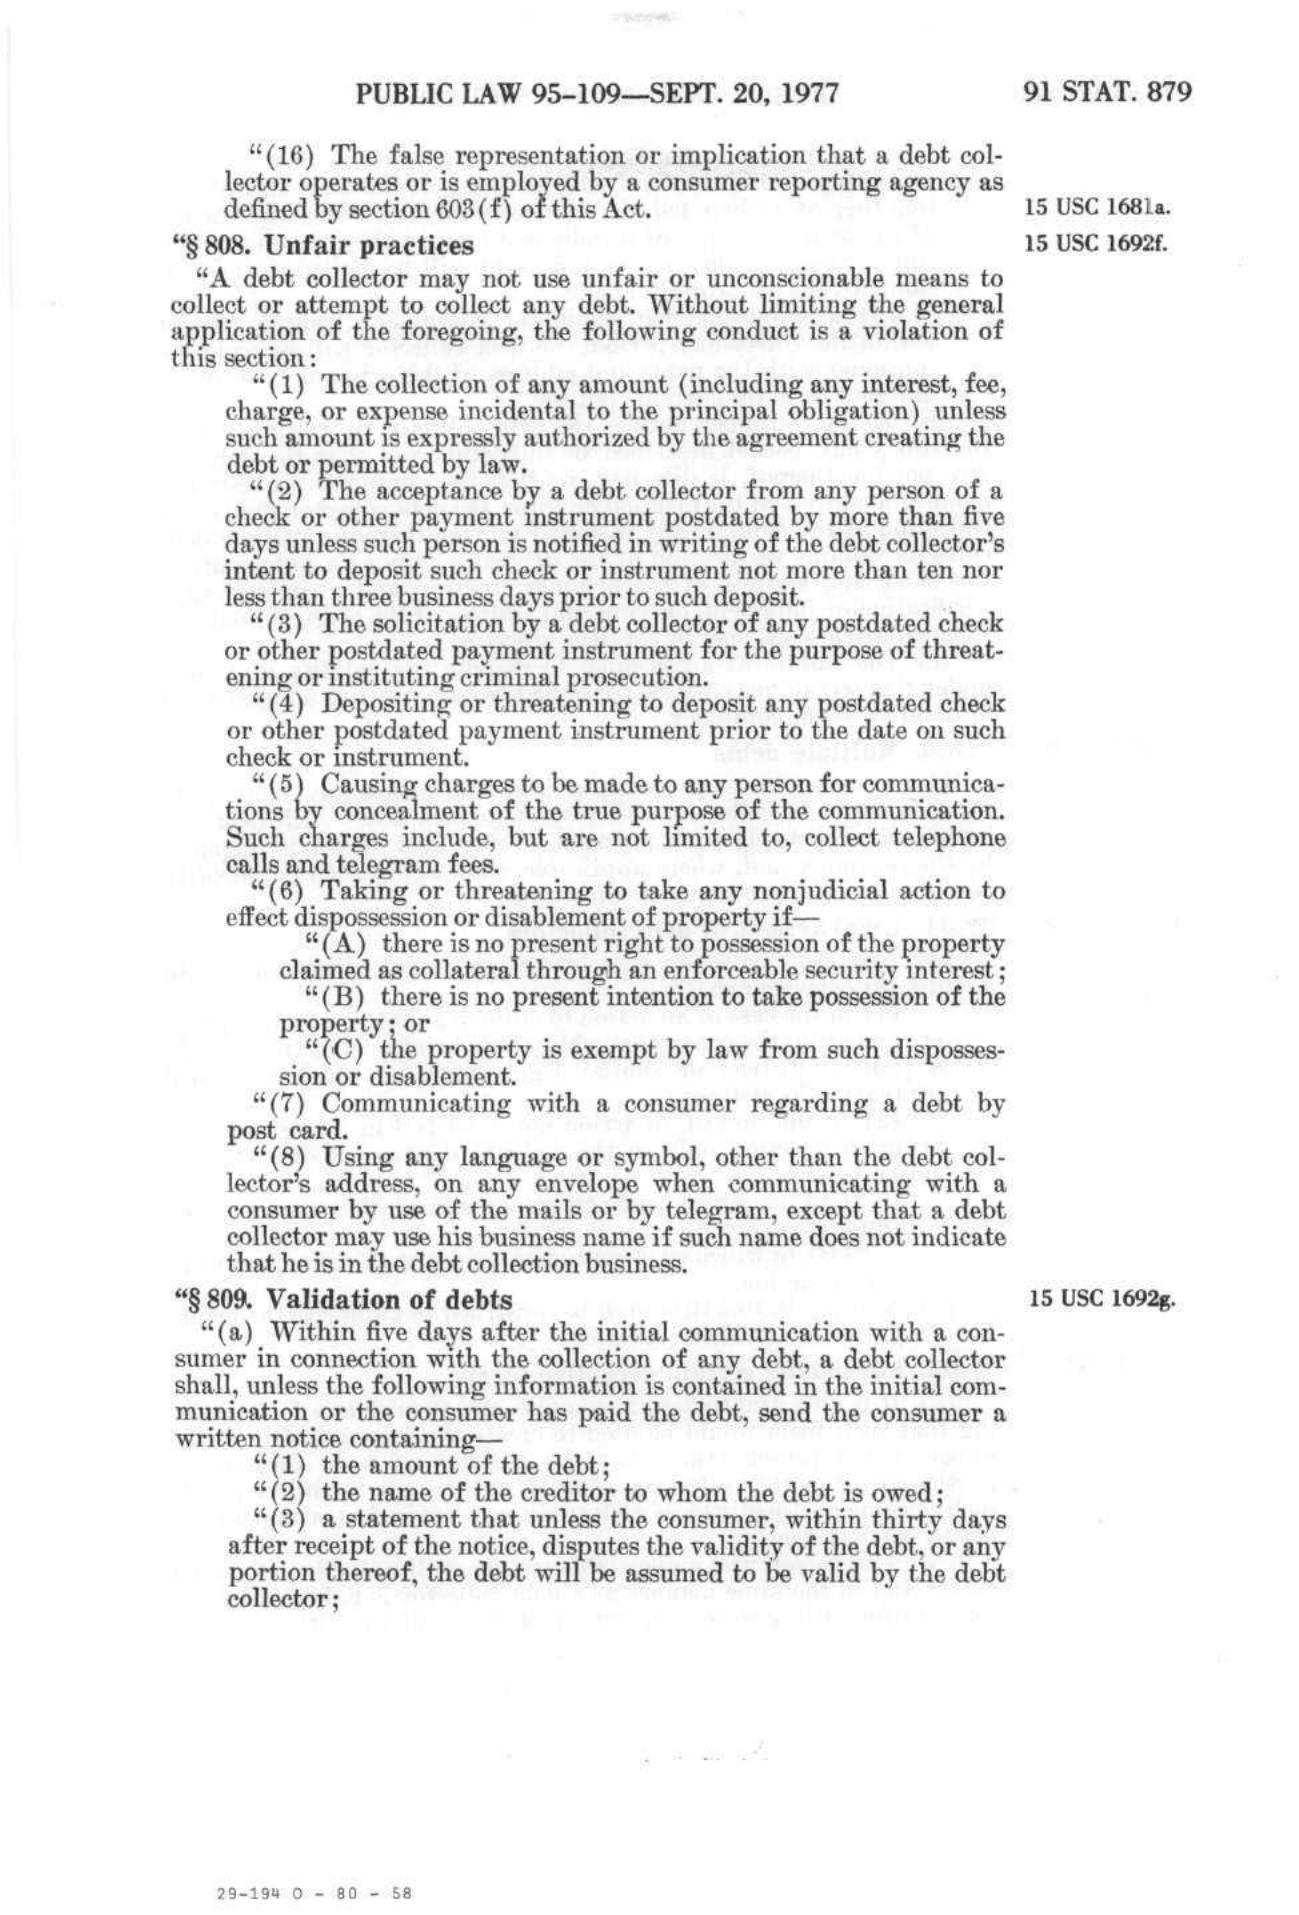 PUBLIC LAW 95–109—SEPT. 20, 1977 91 STAT. 879
“(16) The false representation or implication that a debt col-
lector operates or is employed by a consumer reporting agency as
defined by section 603(f) of this Act. 15 USC 1681a.
“§ 808. Unfair practices 15 USC 1692f.
“A debt collector may not use unfair or unconscionable means to
collect or attempt to collect any debt. Without limiting the general
application of the foregoing, the following conduct is a violation of
this section:
“(1) The collection of any amount (including any interest, fee,
charge, or expense incidental to the principal obligation) unless
such amount is expressly authorized by the agreement creating the
debt or permitted by law.
“(2) The acceptance by a debt collector from any person of a
check or other payment instrument postdated by more than five
days unless such person is notified in writing of the debt collector’s
intent to deposit such check or instrument not more than ten nor
less than three business days prior to such deposit.
“(3) The solicitation by a debt collector of any postdated check
or other postdated payment instrument for the purpose of threat-
ening or instituting criminal prosecution.
“(4) Depositing or threatening to deposit any postdated check
or other postdated payment instrument prior to the date on such
check or instrument.
“(5) Causing charges to be made to any person for communica-
tions by concealment of the true purpose of the communication.
Such charges include, but are not limited to, collect telephone
calls and telegram fees.
“(6) Taking or threatening to take any nonjudicial action to
effect dispossession or disablement of property if—
“(A) there is no present right to possession of the property
claimed as collateral through an enforceable security interest;
“(B) there is no present intention to take possession of the
property; or
“(C) the property is exempt by law from such disposses-
sion or disablement.
“(7) Communicating with a consumer regarding a debt by
post card.
“(8) Using any language or symbol, other than the debt col-
lector’s address, on any envelope when communicating with a
consumer by use of the mails or by telegram, except that a debt
collector may use his business name if such name does not indicate
that he is in the debt collection business.
“§ 809. Validation of debts 15 USC 1692g.
“(a) Within five days after the initial communication with a con-
sumer in connection with the collection of any debt, a debt collector
shall, unless the following information is contained in the initial com-
munication or the consumer has paid the debt, send the consumer a
written notice containing—
“(1) the amount of the debt;
“(2) the name of the creditor to whom the debt is owed;
“(3) a statement that unless the consumer, within thirty days
after receipt of the notice, disputes the validity of the debt, or any
portion thereof, the debt will be assumed to be valid by the debt
collector;
29-194 O - 80 - 58